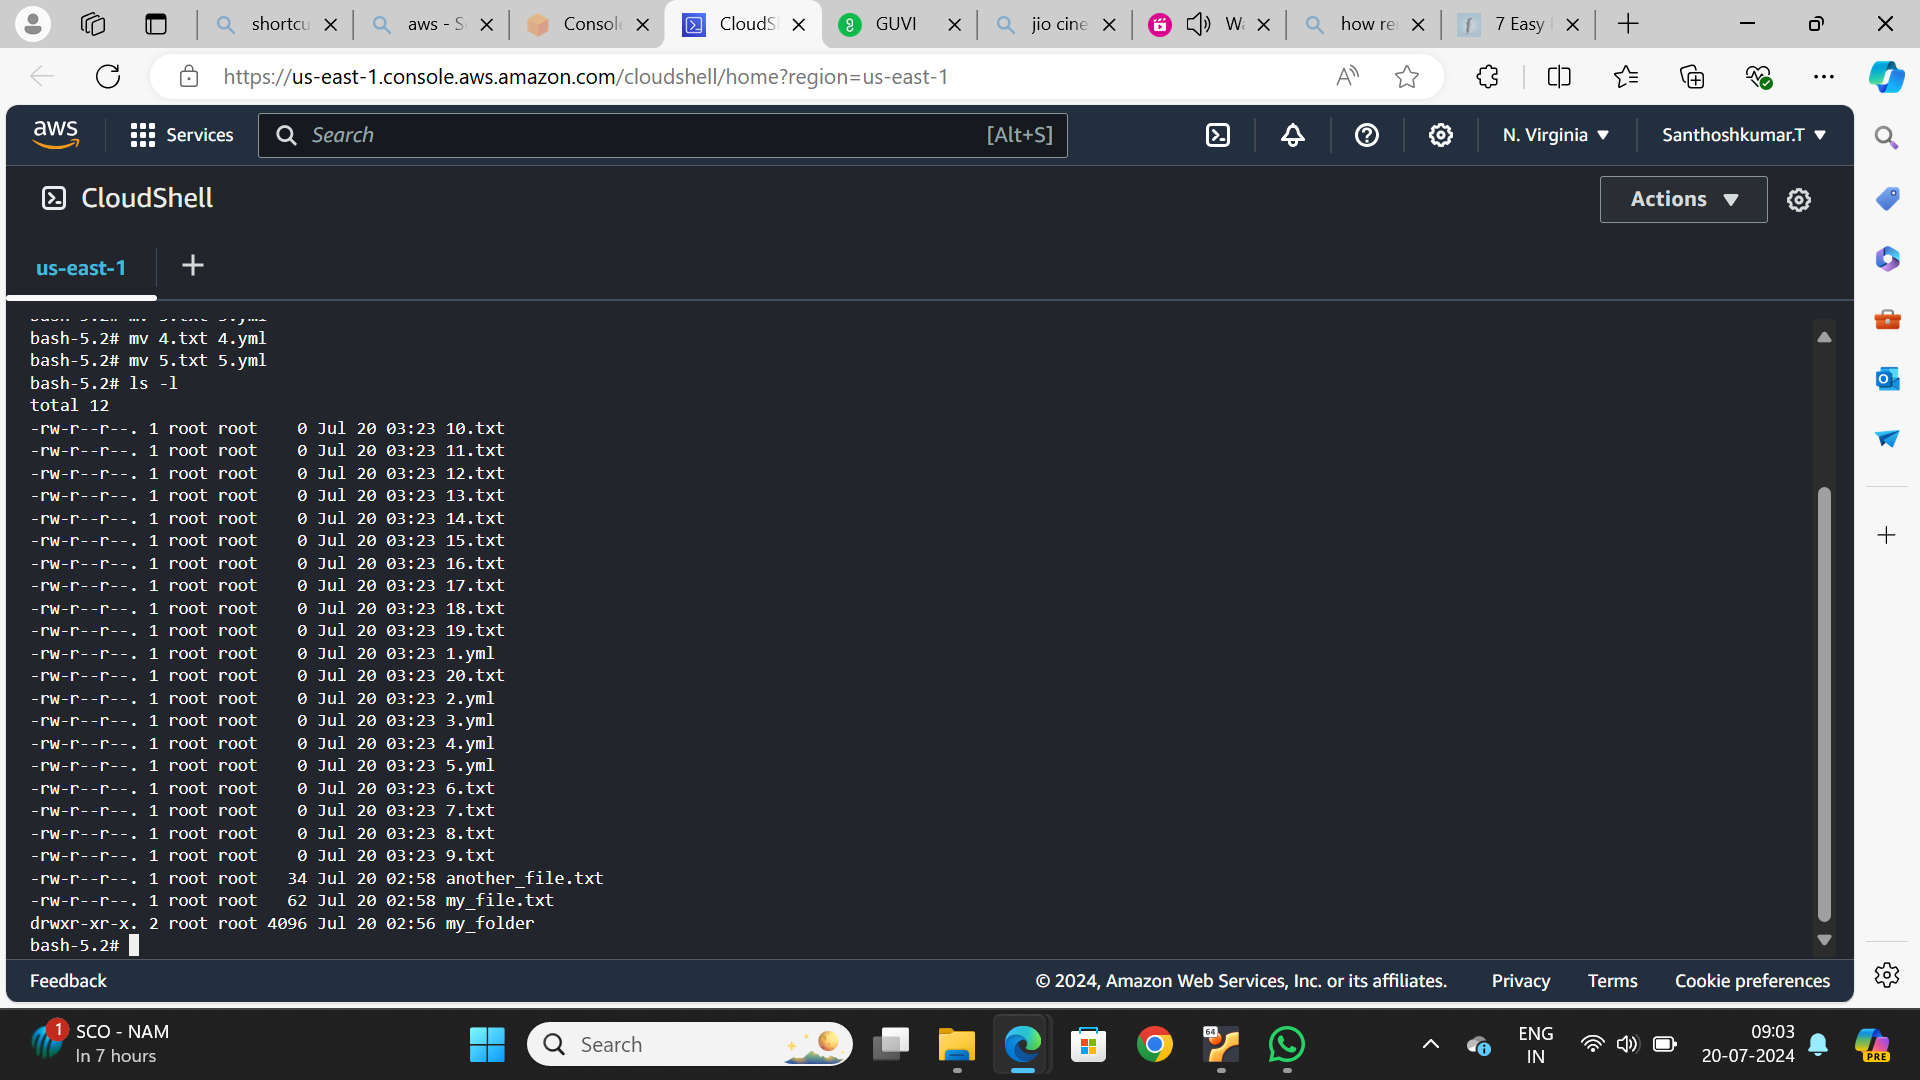 shortcu
aws - S
Console
CloudS
GUVI
jio cine
W
how re
7 Easy
https://us-east-1.console.aws.amazon.com/cloudshell/home?region=us-east-1
aws
Services
Search
[Alt+S]
N. Virginia
Santhoshkumar.T
CloudShell
Actions
us-east-1
bash-5.2# mv 4.txt 4.yml
bash-5.2# mv 5.txt 5.yml
bash-5.2# ls -l
total 12
-rw-r--r--. 1 root root    0 Jul 20 03:23 10.txt
-rw-r--r--. 1 root root    0 Jul 20 03:23 11.txt
-rw-r--r--. 1 root root    0 Jul 20 03:23 12.txt
-rw-r--r--. 1 root root    0 Jul 20 03:23 13.txt
-rw-r--r--. 1 root root    0 Jul 20 03:23 14.txt
-rw-r--r--. 1 root root    0 Jul 20 03:23 15.txt
-rw-r--r--. 1 root root    0 Jul 20 03:23 16.txt
-rw-r--r--. 1 root root    0 Jul 20 03:23 17.txt
-rw-r--r--. 1 root root    0 Jul 20 03:23 18.txt
-rw-r--r--. 1 root root    0 Jul 20 03:23 19.txt
-rw-r--r--. 1 root root    0 Jul 20 03:23 1.yml
-rw-r--r--. 1 root root    0 Jul 20 03:23 20.txt
-rw-r--r--. 1 root root    0 Jul 20 03:23 2.yml
-rw-r--r--. 1 root root    0 Jul 20 03:23 3.yml
-rw-r--r--. 1 root root    0 Jul 20 03:23 4.yml
-rw-r--r--. 1 root root    0 Jul 20 03:23 5.yml
-rw-r--r--. 1 root root    0 Jul 20 03:23 6.txt
-rw-r--r--. 1 root root    0 Jul 20 03:23 7.txt
-rw-r--r--. 1 root root    0 Jul 20 03:23 8.txt
-rw-r--r--. 1 root root    0 Jul 20 03:23 9.txt
-rw-r--r--. 1 root root   34 Jul 20 02:58 another_file.txt
-rw-r--r--. 1 root root   62 Jul 20 02:58 my_file.txt
drwxr-xr-x. 2 root root 4096 Jul 20 02:56 my_folder
bash-5.2#
Feedback
© 2024, Amazon Web Services, Inc. or its affiliates.
Privacy
Terms
Cookie preferences
1
SCO - NAM
In 7 hours
Search
64
ENG
IN
09:03
20-07-2024
PRE